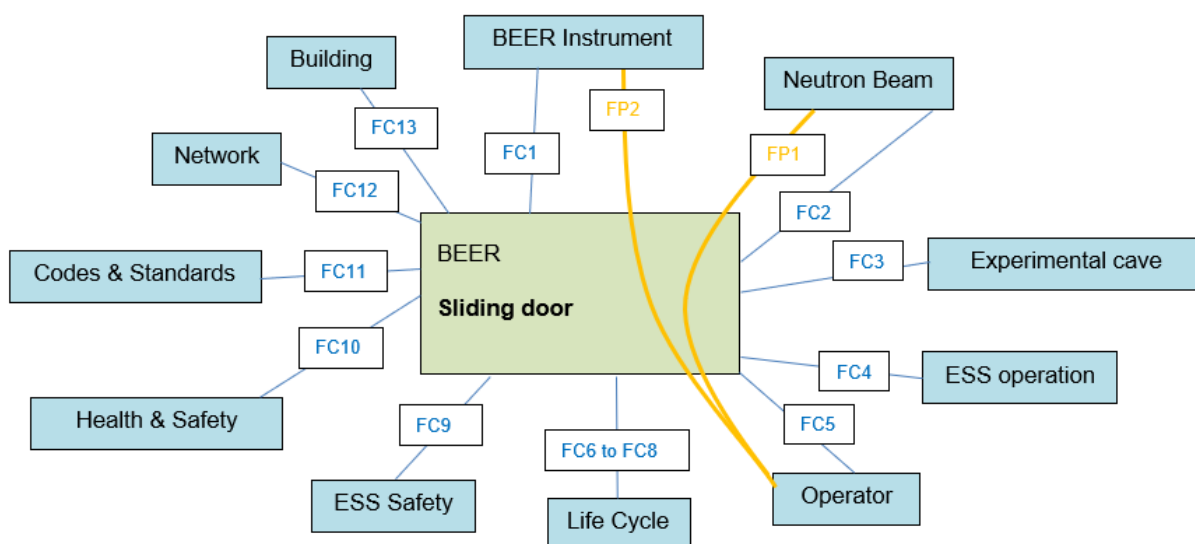 BEER Instrument
Building
Neutron Beam
FP2
FC13
FC1
FP1
Network
FC12
FC2
BEER
Codes & Standards
FC11
FC3
Experimental cave
Sliding door
FC10
FC4
ESS operation
Health & Safety
FC9
FC5
FC6 to FC8
ESS Safety
Operator
Life Cycle